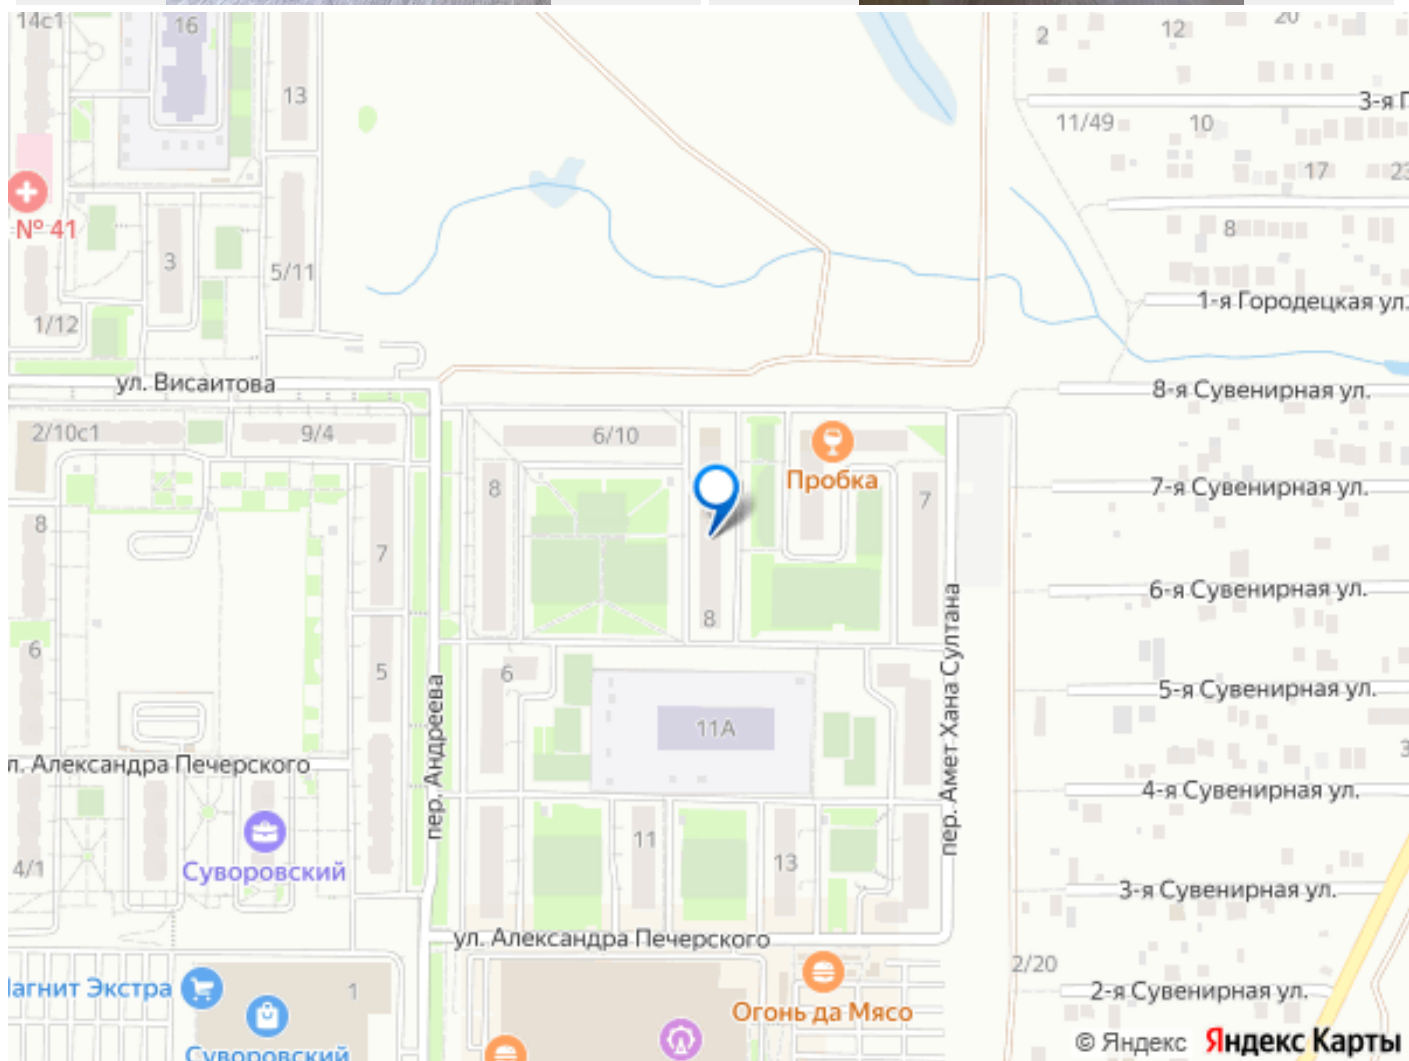 14с1
16
2
12
20
13
3-я Г
11/49
10
17
23
№ 41
8
3
5/11
1-я Городецкая ул.
1/12
ул. Висаитова
8-я Сувенирная ул.
2/10с1
9/4
6/10
Пробка
8
7
7-я Сувенирная ул.
8
7
6-я Сувенирная ул.
8
6
5
6
пер. Андреева
пер. Амет-Хана Султана
5-я Сувенирная ул.
11А
3
л. Александра Печерского
4-я Сувенирная ул.
4/1
Суворовский
11
13
3-я Сувенирная ул.
ул. Александра Печерского
2/20
агнит Экстра
1
Огонь да Мясо
2-я Сувенирная ул.
Суворовский
© Яндекс Яндекс Карты